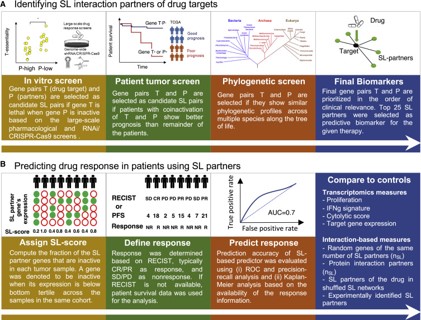 A Identifying SL interaction partners of drug targets
T-essentiality
P-high P-low
Large-scale drug response screens
Genome-wide shRNA/CRISPR-Cas9
Patient survival
Gene T P-
Gene T- or P-
Time
TCGA
Good prognosis
Poor prognosis
Bacteria
Archaea
Eukarya
Drug
Target
SL-partners
In vitro screen
Gene pairs T (drug target) and P
(partners) are selected as
candidate SL pairs if gene T is
lethal when gene P is inactive
based on the large-scale
pharmacological and RNAi/
CRISPR-Cas9 screens .
Patient tumor screen
Gene pairs T and P are
selected as candidate SL pair
if patients with coinactivation
of T and P show better
prognosis than remainder of
the patients.
Phylogenetic screen
Gene pairs T and P are
selected if they show similar
phylogenetic profiles across
multiple species along the tree
of life.
Final Biomarkers
Final gene pairs T and P are
prioritized in the order of
clinical relevance. Top 25 SL
partners were selected as
predictive biomarker for the
given therapy.
B Predicting drug response in patients using SL partners
SL partner gene's expression
SL-score 0.2 1.0 0.4 0.6 0.4 0.8
RECIST or PFS
SD CR PD PD PR PD SD PR
4 18 2 5 15 4 7 21
Response NR R NR NR R NR NR R
True positive rate
AUC=0.7
False positive rate
Assign SL-score
Compute the fraction of the SL
partner genes that are inactive
in each tumor sample. A gene
was denoted to be inactive
when its expression is below
bottom tertile across the
samples in the same cohort.
Define response
Response was determined
based on RECIST, typically
CR/PR as response, and
SD/PD as nonresponse. If
RECIST is not available,
patient survival data was used
for the analysis.
Predict response
Prediction accuracy of SL-
based predictor was evaluated
using (i) ROC and precision-
recall analysis and (ii) Kaplan-
Meier analysis based on the
availability of the response
information.
Compare to controls
Transcriptomics measures
- Proliferation
- IFNg signature
- Cytolytic score
- Target gene expression
Interaction-based measures
- Random genes of the same
number of SL partners (nSL)
- Protein interaction partners
(nSL)
- SL partners of the drug in
shuffled SL networks
- Experimentally identified SL
partners